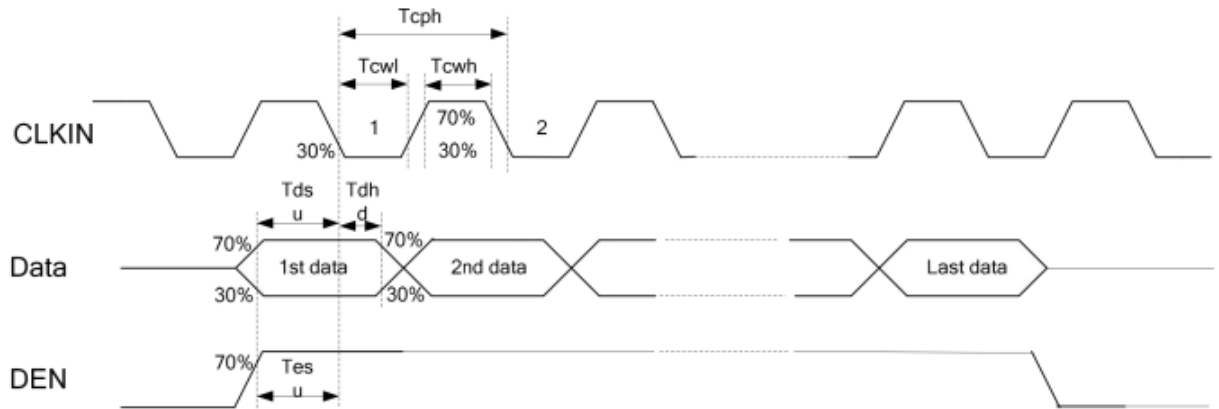 Tcph
Tcwl Tcwh
CLKIN
1 70% 2
30% 30%
Tds Tdh
u d
70% 70%
Data 1st data 2nd data Last data
30% 30%
70% Tes
DEN u